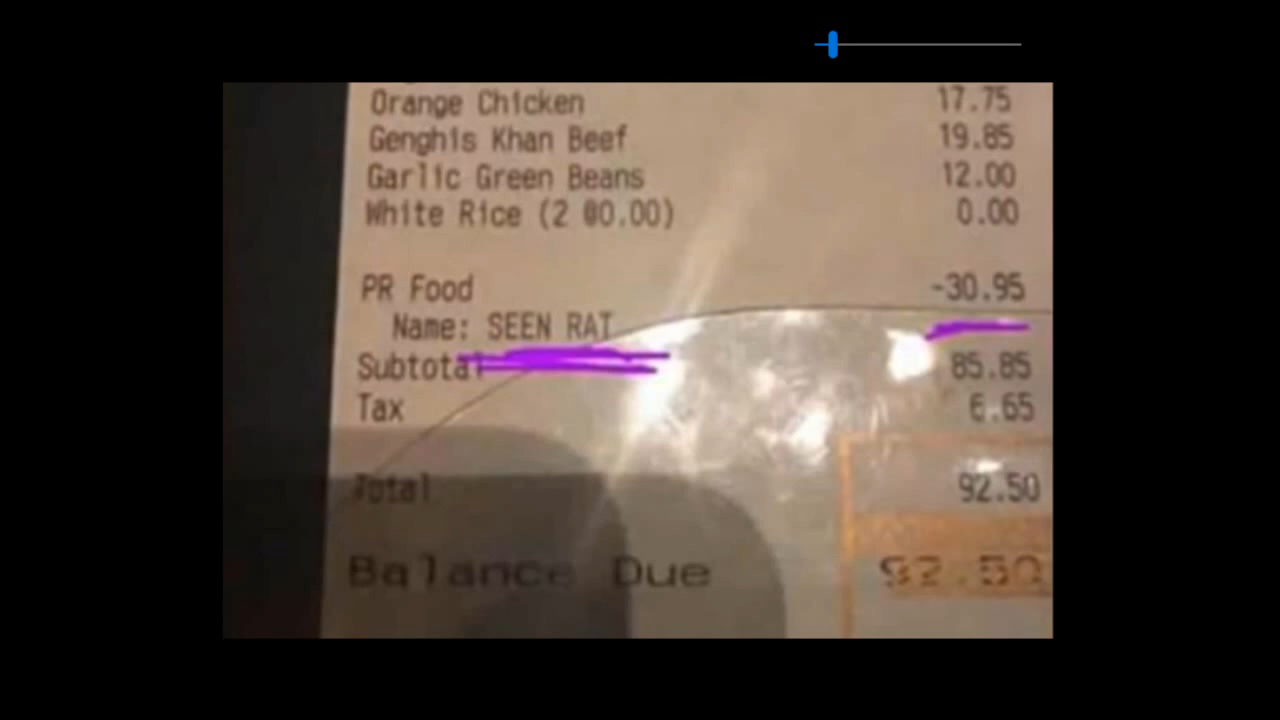 Orange Chicken 17.75
Genghis Khan Beef 19.85
Garlic Green Beans 12.00
White Rice (2 @0.00) 0.00
PR Food -30.95
Name: SEEN RAT
Subtotal 85.85
Tax 6.65
Total 92.50
Balance Due 92.50